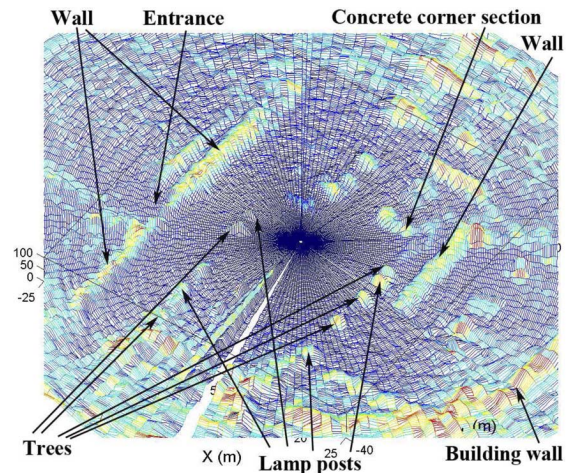 Wall
Entrance
Concrete corner section
Wall
100
50
0
-25
5
(m)
20
X (m)
25
-40
Trees
Lamp posts
Building wall